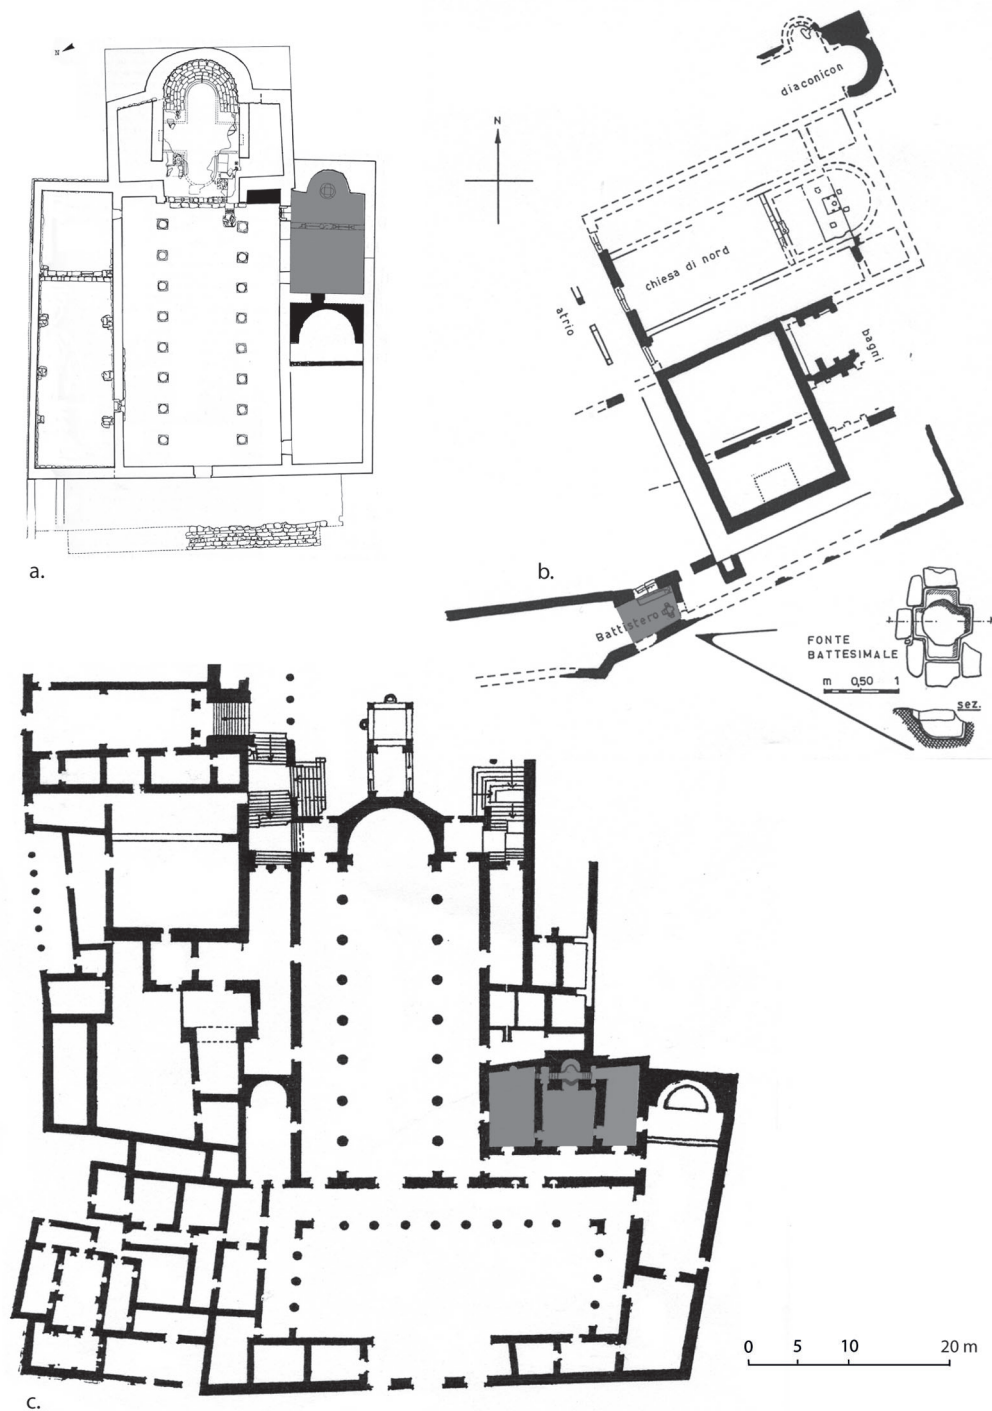 N
a.
N
diaconicon
chiesa di nord
atrio
bagni
b.
Battistero
FONTE
BATTESIMALE
m 0,50 1
sez.
0 5 10 20 m
c.